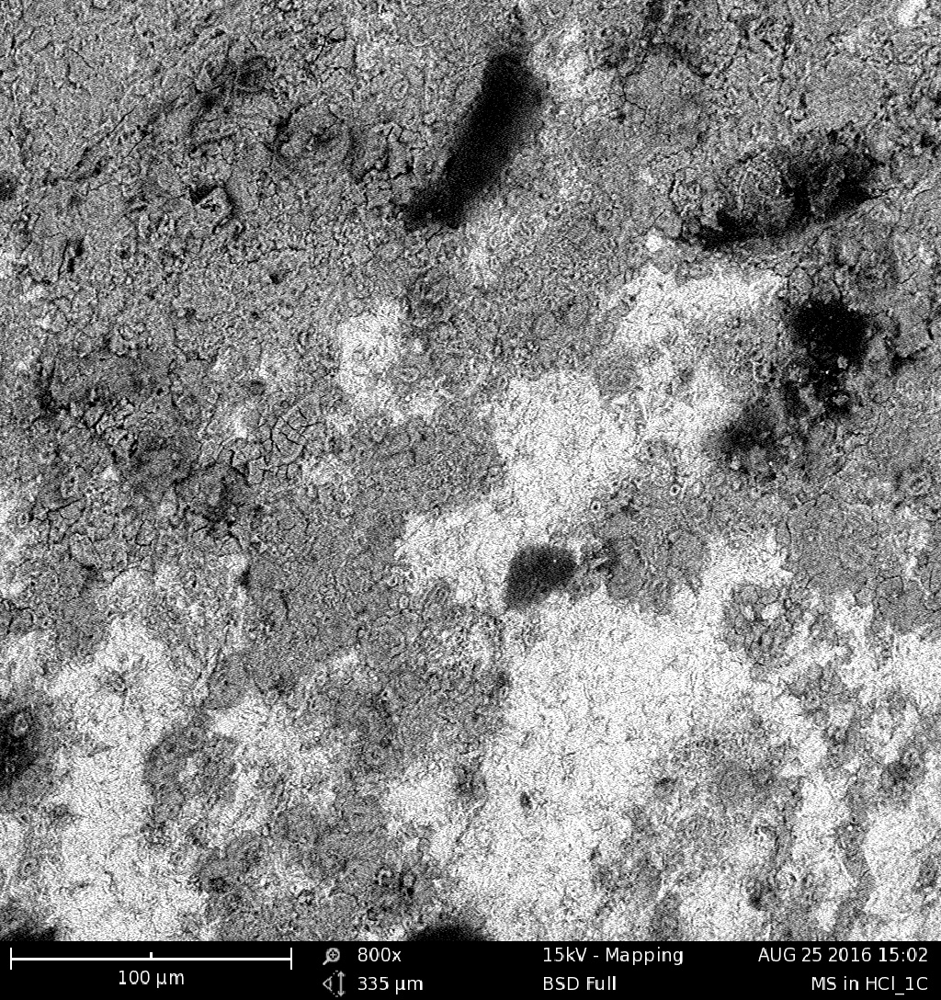 800x 15kV - Mapping AUG 25 2016 15:02
100 µm 335 µm BSD Full MS in HCl_1C